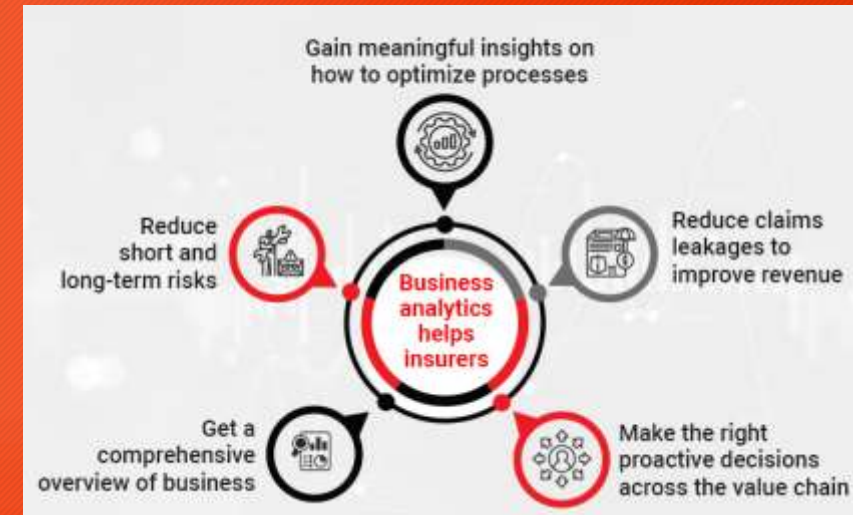 Gain meaningful insights on
how to optimize processes
Reduce
short and
long-term risks
Reduce claims
leakages to
improve revenue
Business
analytics
helps
insurers
Get a
comprehensive
overview of business
Make the right
proactive decisions
across the value chain